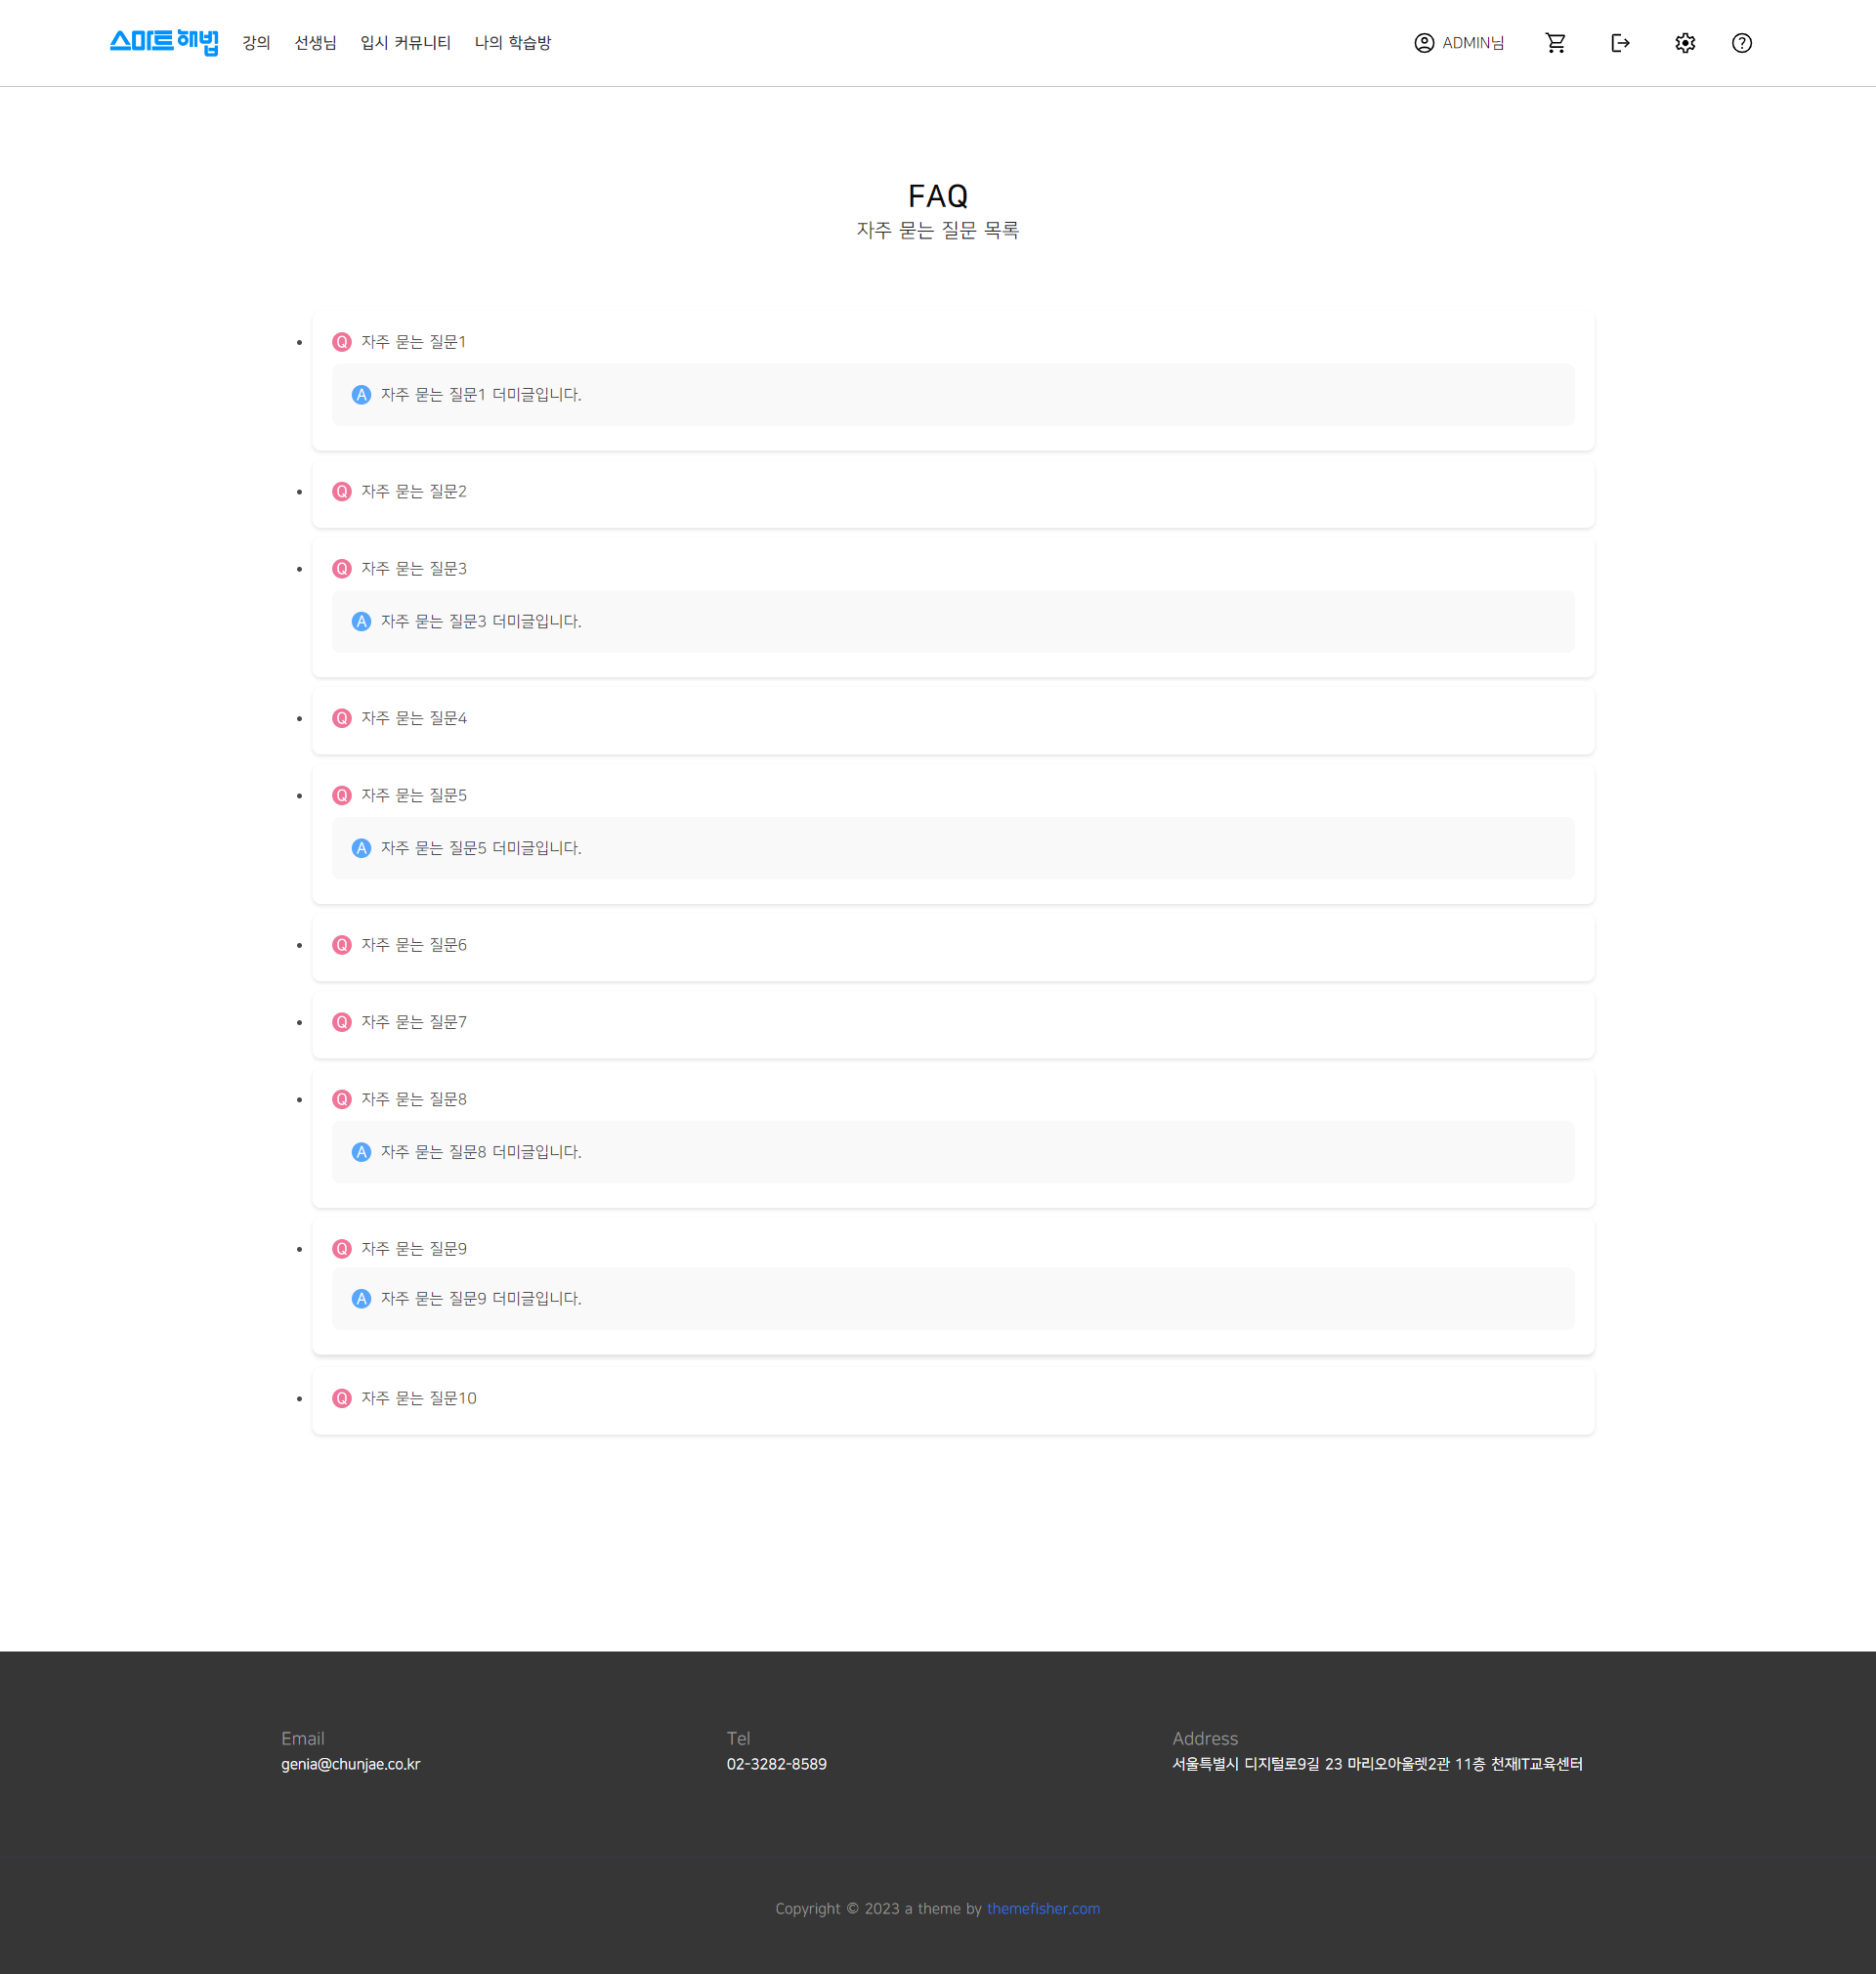 스마트해법 강의 선생님 입시 커뮤니티 나의 학습방 ADMIN님
FAQ
자주 묻는 질문 목록
Q 자주 묻는 질문1
A 자주 묻는 질문1 더미글입니다.
Q 자주 묻는 질문2
Q 자주 묻는 질문3
A 자주 묻는 질문3 더미글입니다.
Q 자주 묻는 질문4
Q 자주 묻는 질문5
A 자주 묻는 질문5 더미글입니다.
Q 자주 묻는 질문6
Q 자주 묻는 질문7
Q 자주 묻는 질문8
A 자주 묻는 질문8 더미글입니다.
Q 자주 묻는 질문9
A 자주 묻는 질문9 더미글입니다.
Q 자주 묻는 질문10
Email
genia@chunjae.co.kr
Tel
02-3282-8589
Address
서울특별시 디지털로9길 23 마리오아울렛2관 11층 천재IT교육센터
Copyright © 2023 a theme by themefisher.com